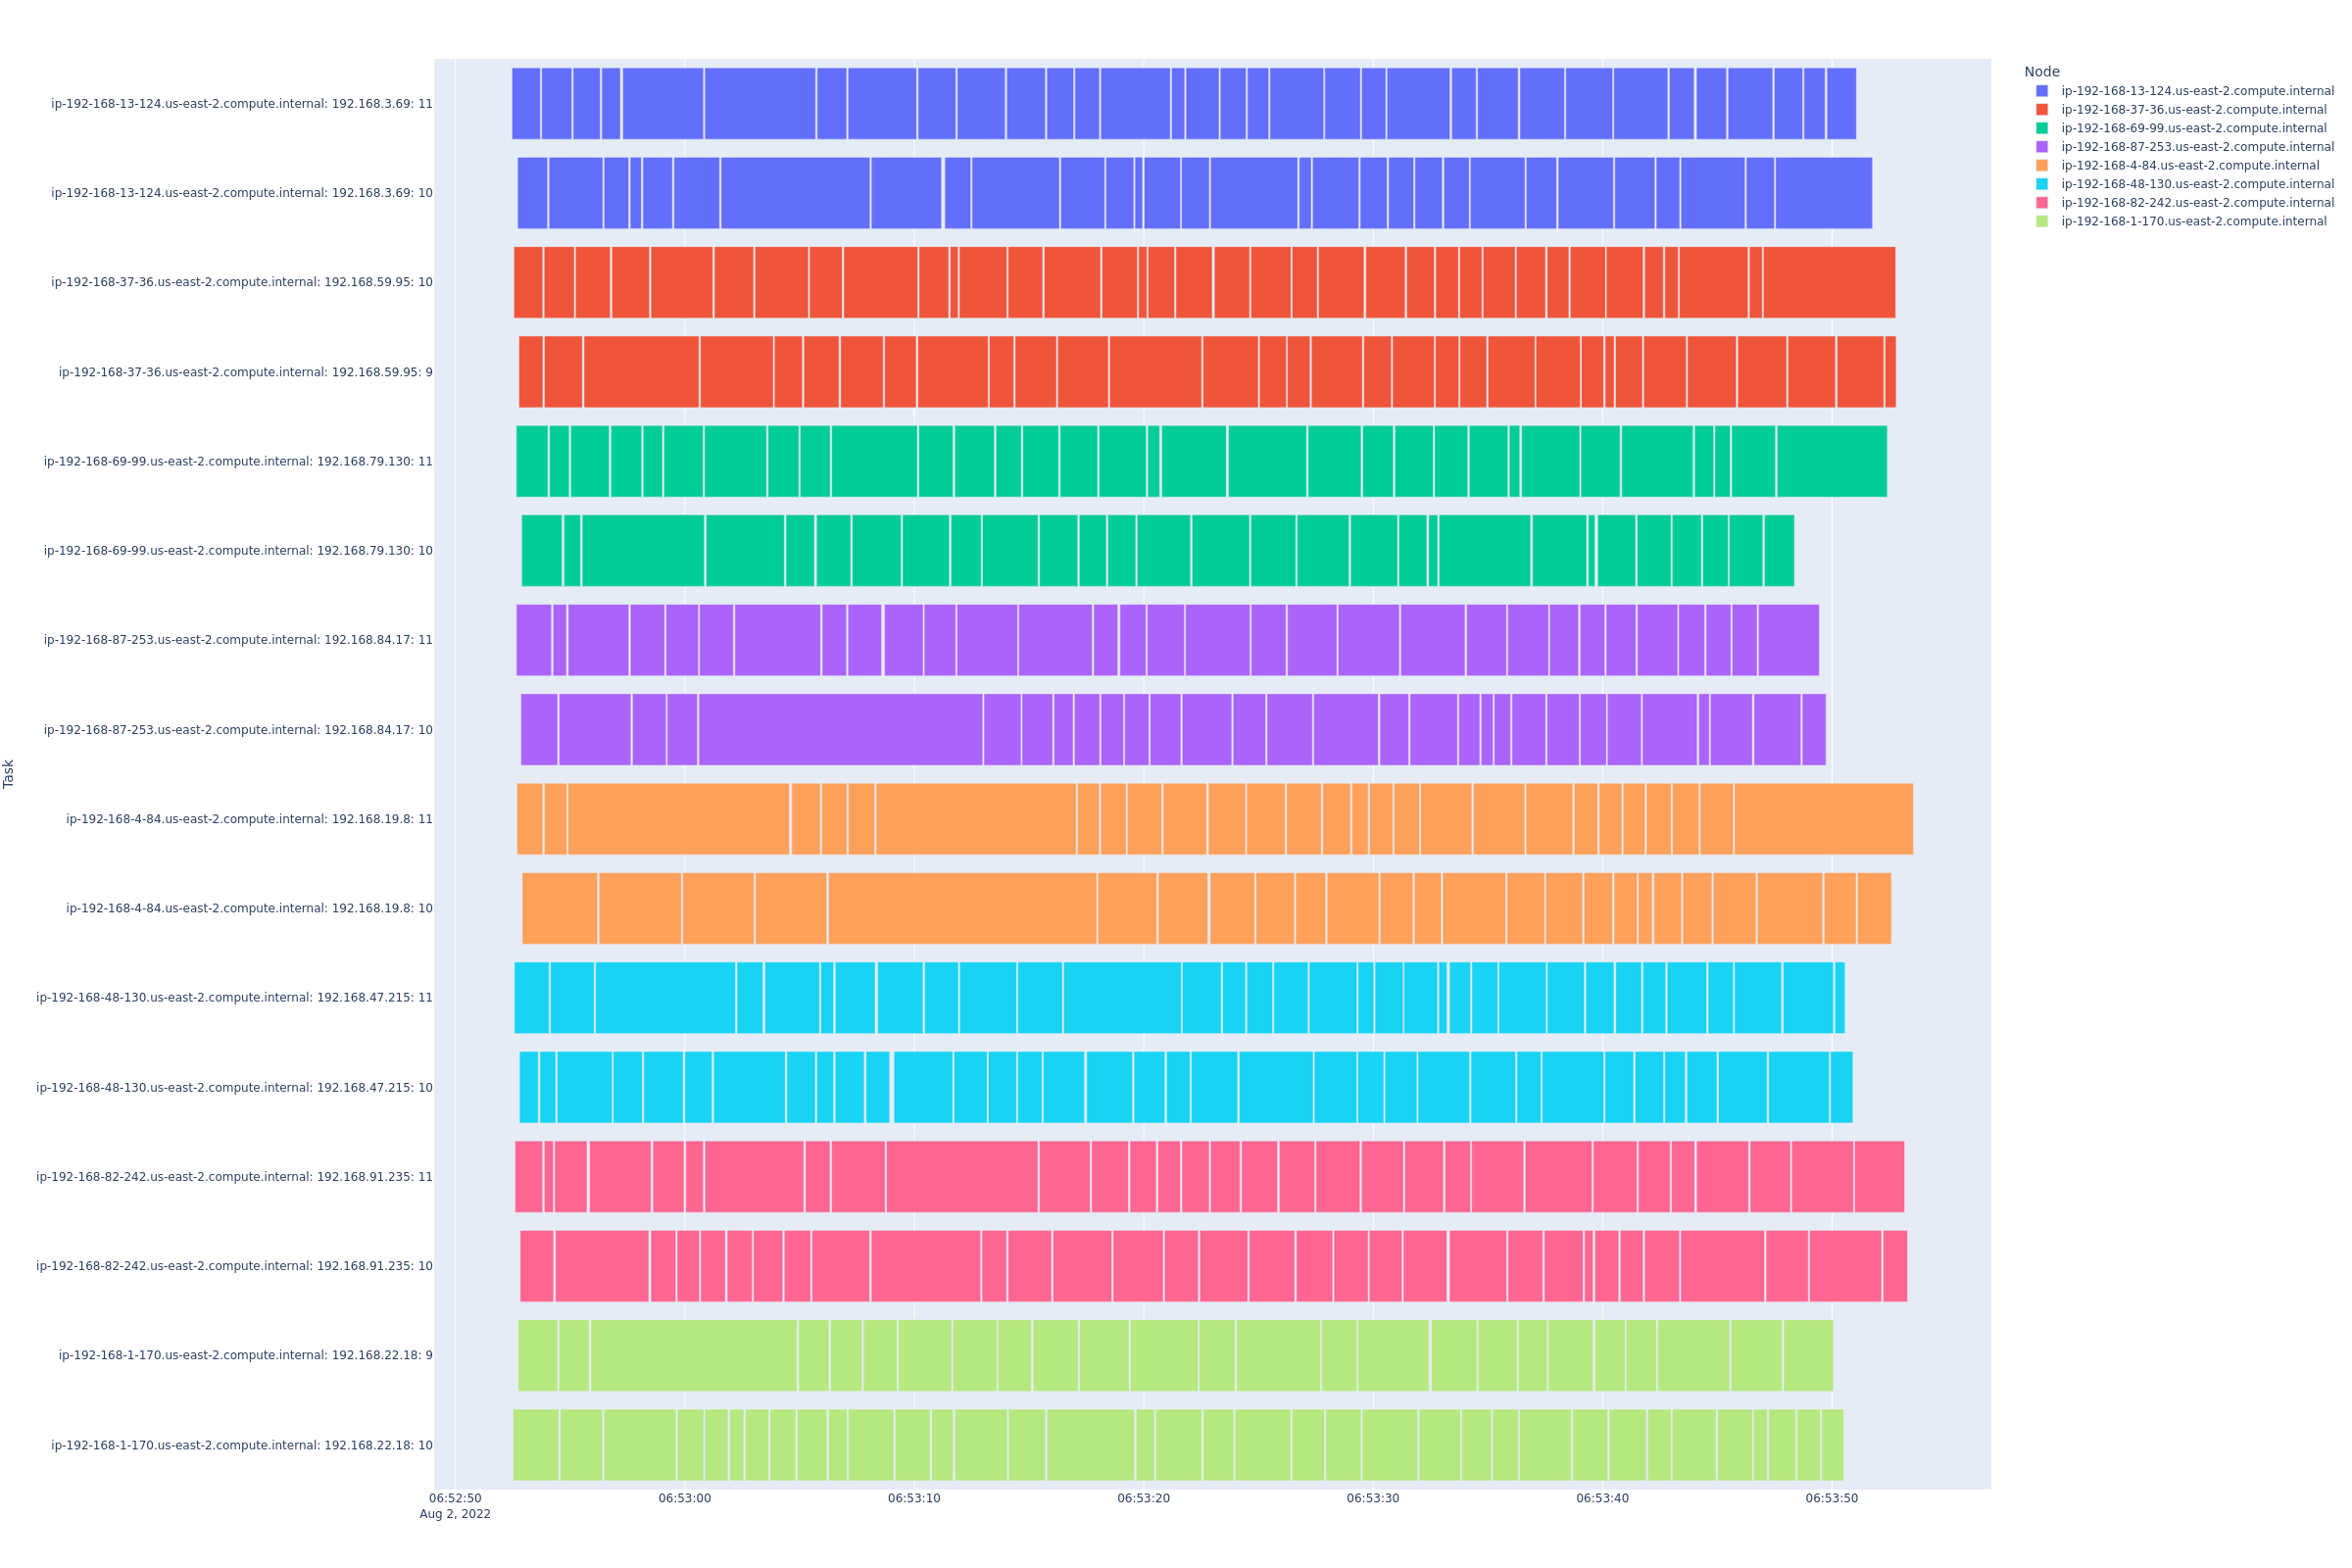 ip-192-168-13-124.us-east-2.compute.internal: 192.168.3.69: 11
ip-192-168-13-124.us-east-2.compute.internal: 192.168.3.69: 10
ip-192-168-37-36.us-east-2.compute.internal: 192.168.59.95: 10
ip-192-168-37-36.us-east-2.compute.internal: 192.168.59.95: 9
ip-192-168-69-99.us-east-2.compute.internal: 192.168.79.130: 11
ip-192-168-69-99.us-east-2.compute.internal: 192.168.79.130: 10
ip-192-168-87-253.us-east-2.compute.internal: 192.168.84.17: 11
ip-192-168-87-253.us-east-2.compute.internal: 192.168.84.17: 10
Task
ip-192-168-4-84.us-east-2.compute.internal: 192.168.19.8: 11
ip-192-168-4-84.us-east-2.compute.internal: 192.168.19.8: 10
ip-192-168-48-130.us-east-2.compute.internal: 192.168.47.215: 11
ip-192-168-48-130.us-east-2.compute.internal: 192.168.47.215: 10
ip-192-168-82-242.us-east-2.compute.internal: 192.168.91.235: 11
ip-192-168-82-242.us-east-2.compute.internal: 192.168.91.235: 10
ip-192-168-1-170.us-east-2.compute.internal: 192.168.22.18: 9
ip-192-168-1-170.us-east-2.compute.internal: 192.168.22.18: 10
06:52:50 06:53:00 06:53:10 06:53:20 06:53:30 06:53:40 06:53:50
Aug 2, 2022
Node
ip-192-168-13-124.us-east-2.compute.internal
ip-192-168-37-36.us-east-2.compute.internal
ip-192-168-69-99.us-east-2.compute.internal
ip-192-168-87-253.us-east-2.compute.internal
ip-192-168-4-84.us-east-2.compute.internal
ip-192-168-48-130.us-east-2.compute.internal
ip-192-168-82-242.us-east-2.compute.internal
ip-192-168-1-170.us-east-2.compute.internal